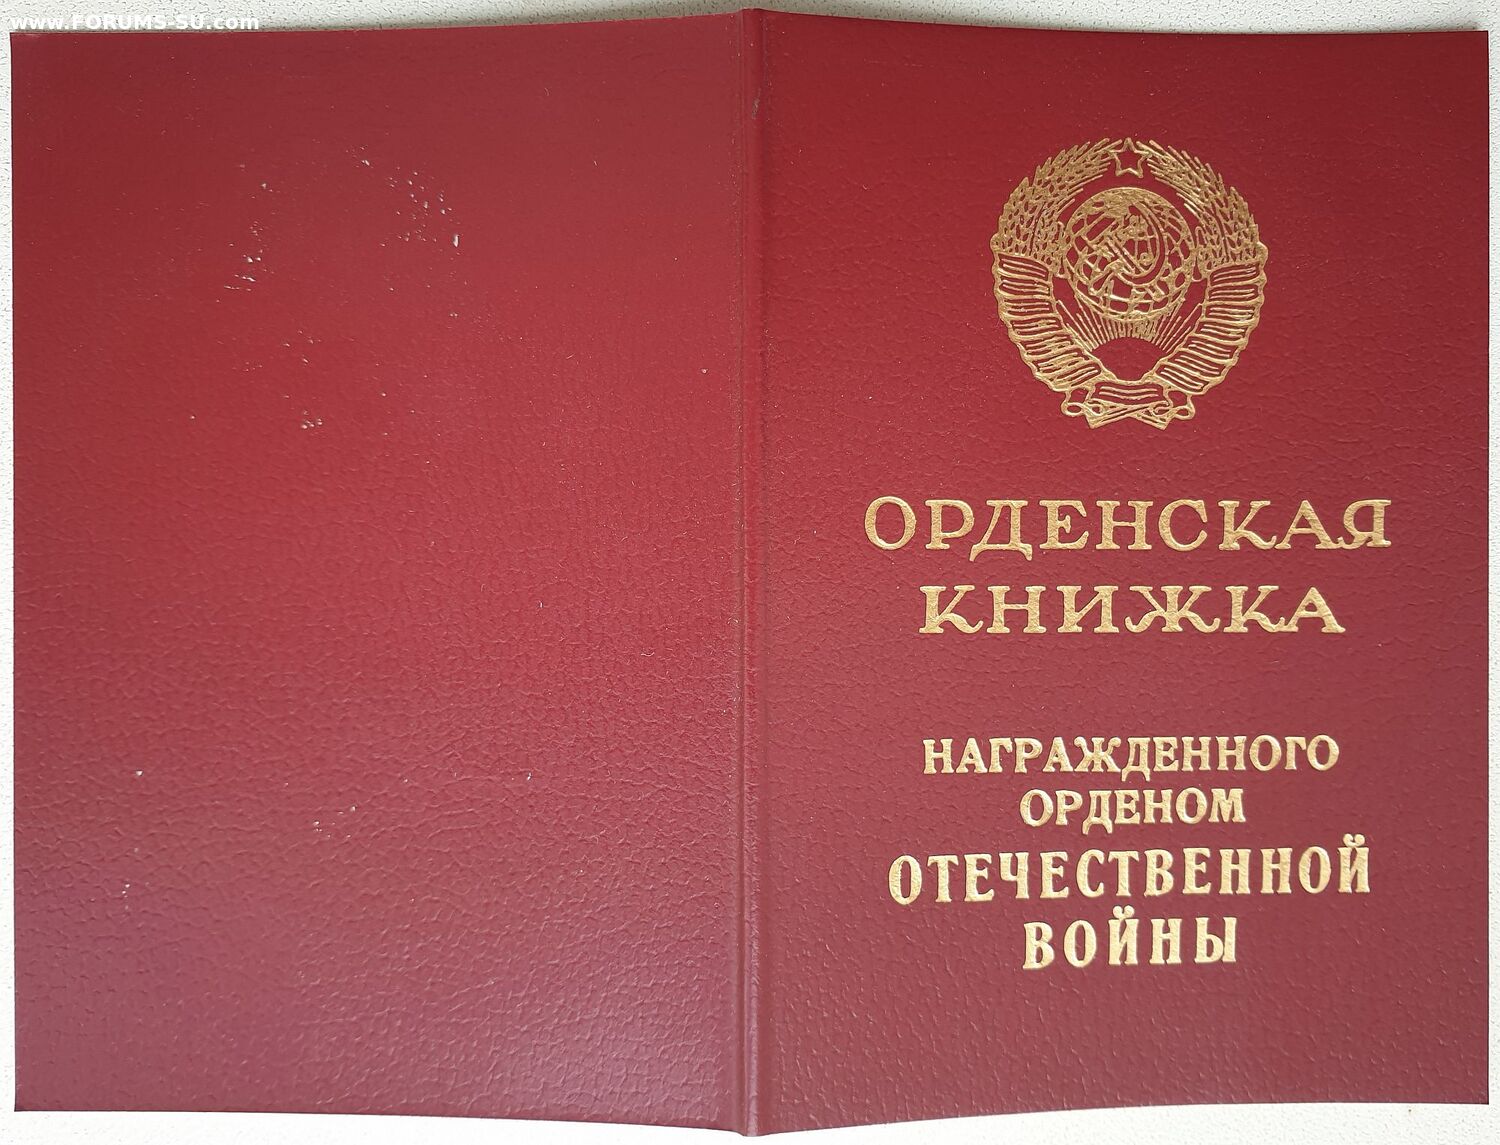 www.FORUMS-SU.com
ОРДЕНСКАЯ
КНИЖКА
НАГРАЖДЕННОГО
ОРДЕНОМ
ОТЕЧЕСТВЕННОЙ
ВОЙНЫ